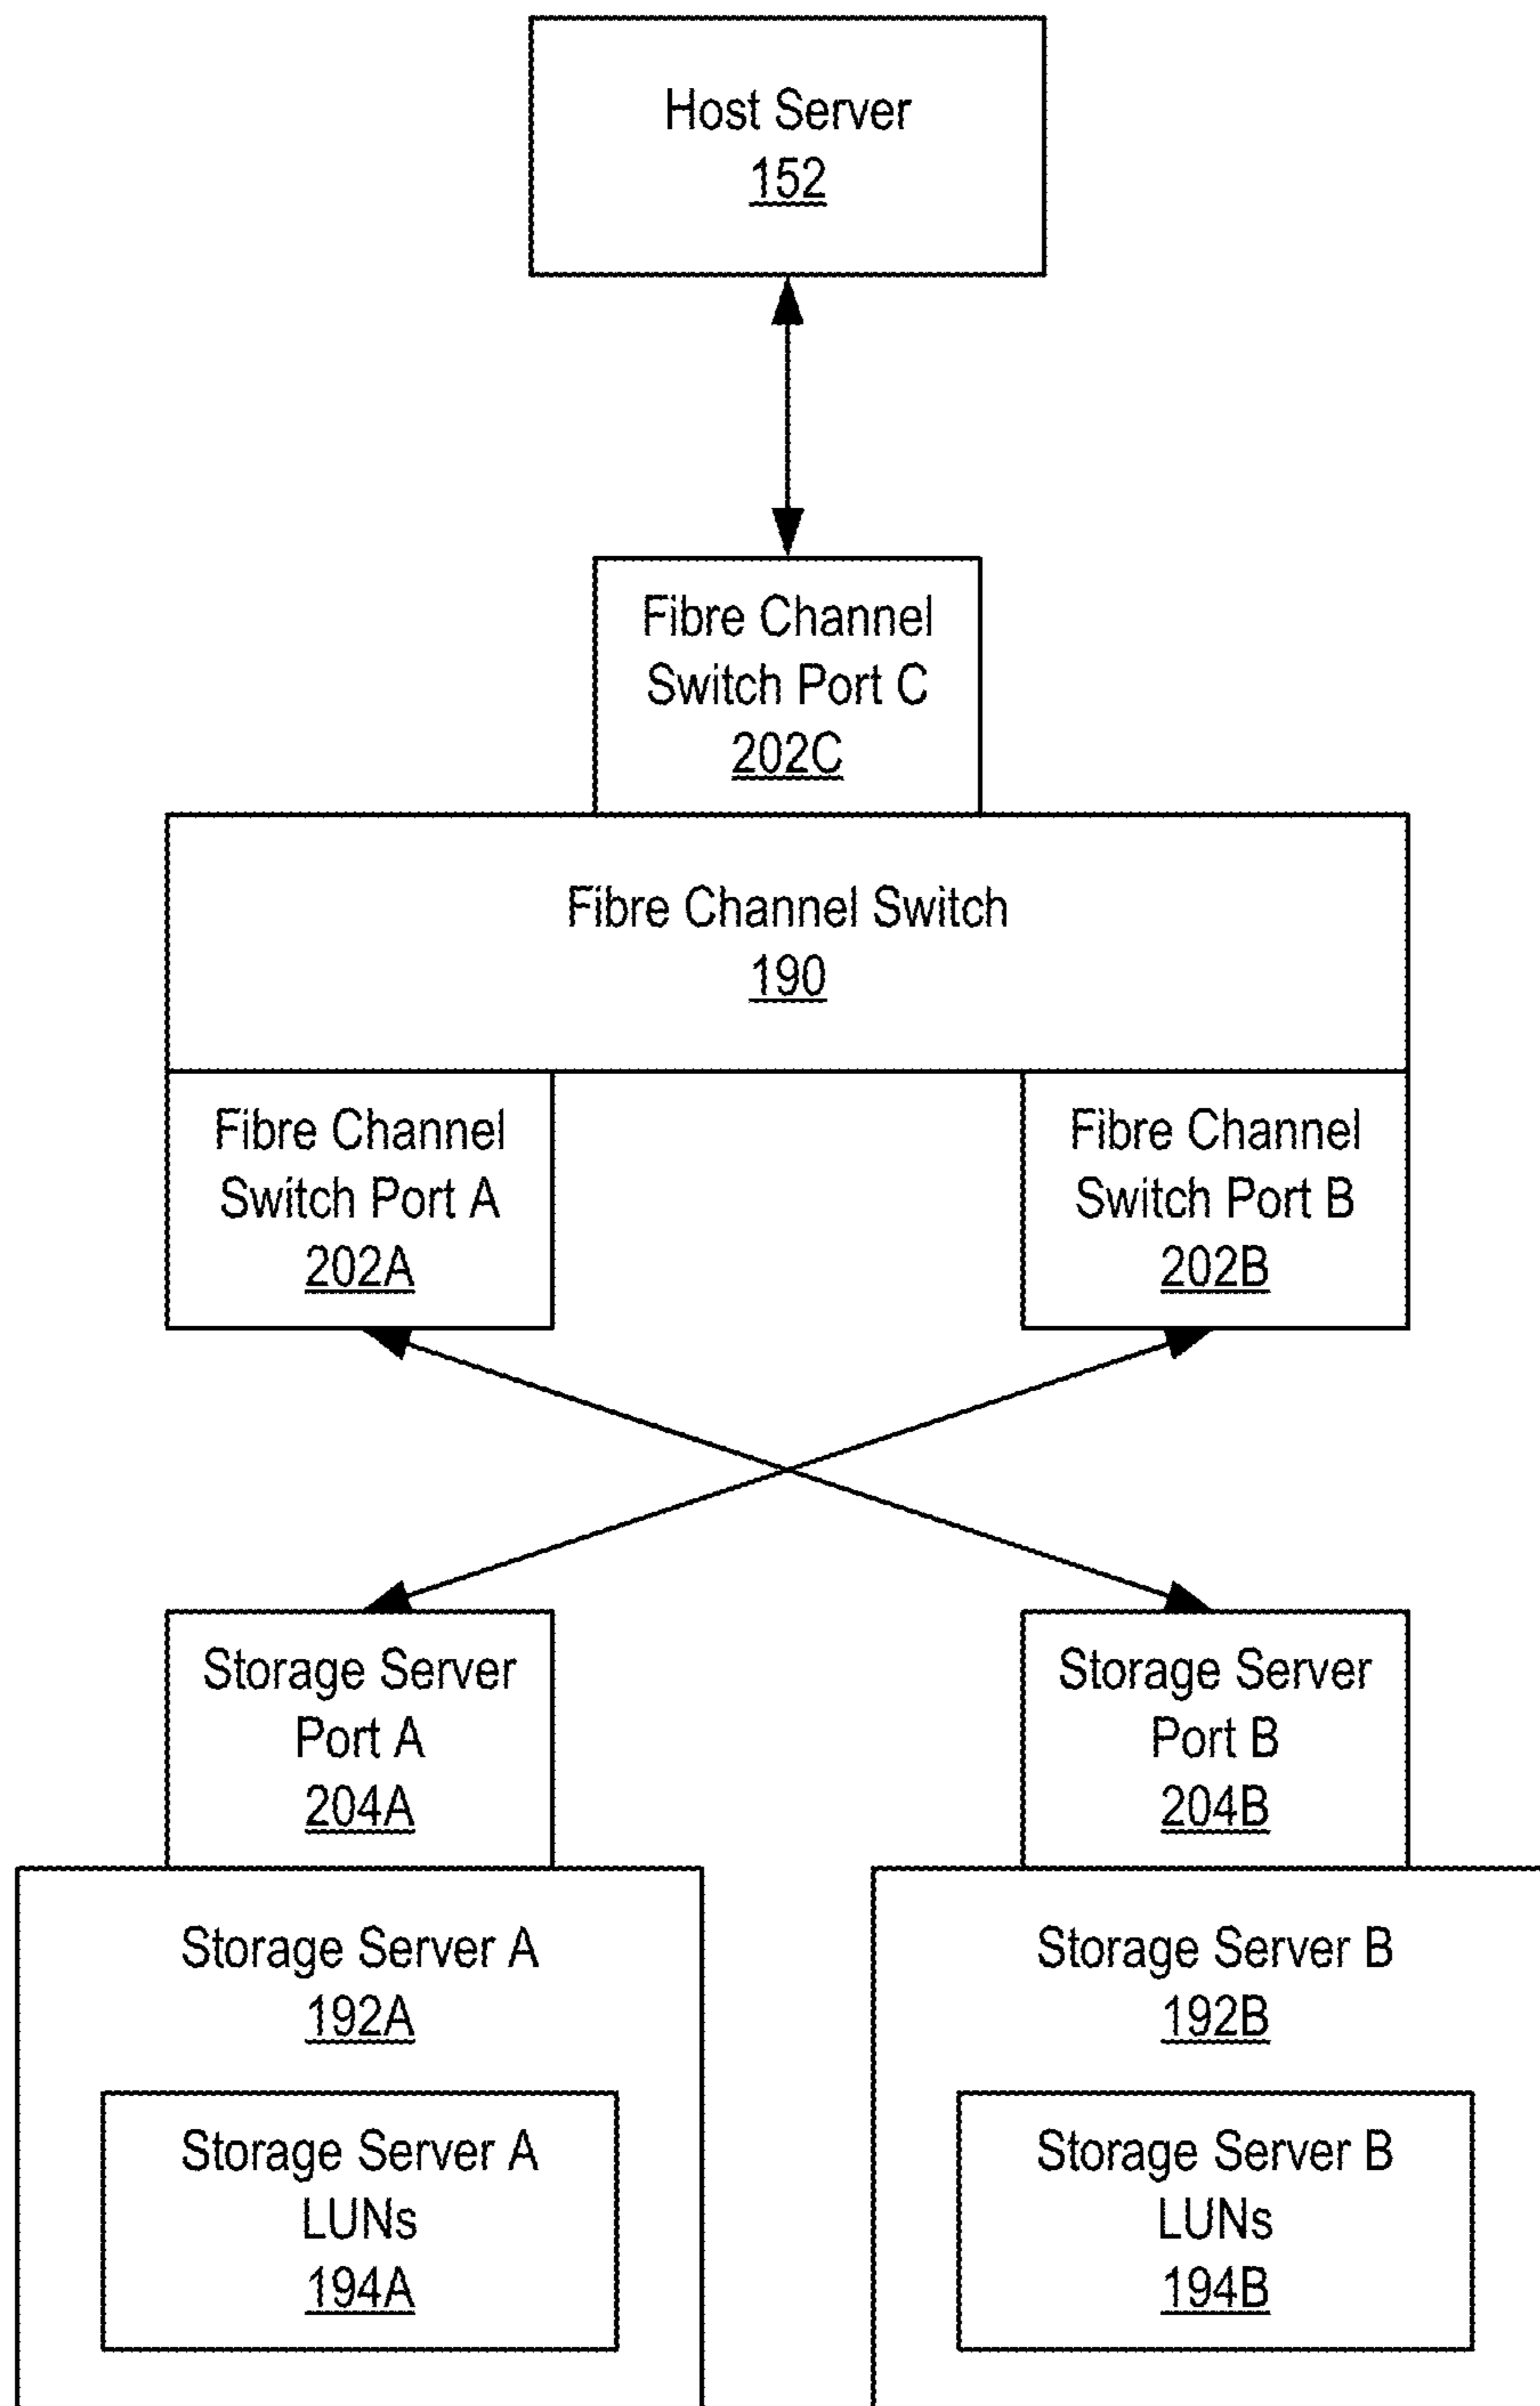 Host Server
152
Fibre Channel
Switch Port C
202C
Fibre Channel Switch
190
Fibre Channel
Switch Port A
202A
Fibre Channel
Switch Port B
202B
Storage Server
Port A
204A
Storage Server
Port B
204B
Storage Server A
192A
Storage Server B
192B
Storage Server A
LUNs
194A
Storage Server B
LUNs
194B